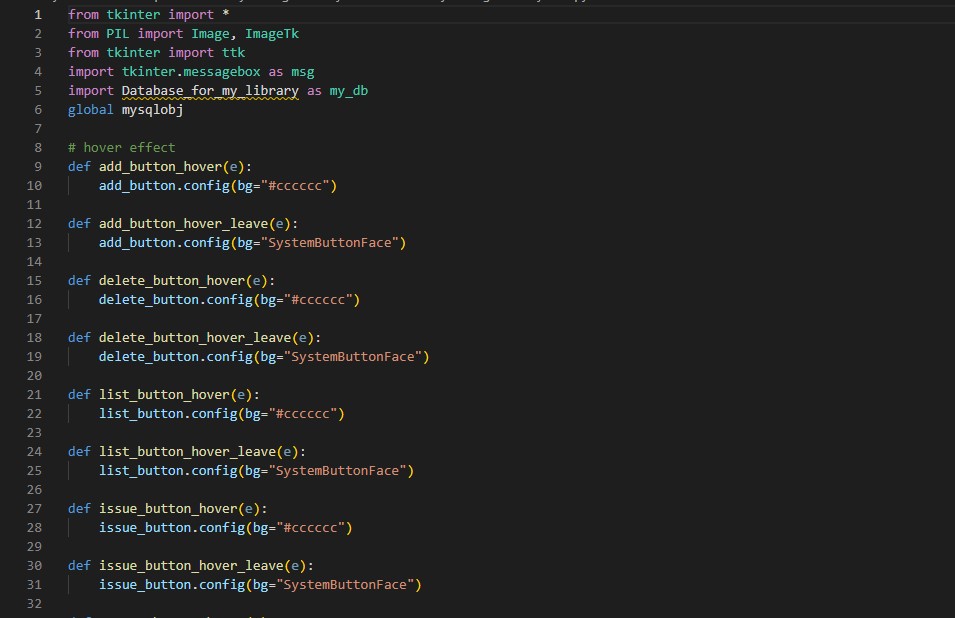 1 from tkinter import *
2 from PIL import Image, ImageTk
3 from tkinter import ttk
4 import tkinter.messagebox as msg
5 import Database_for_my_library as my_db
6 global mysqlobj
7
8 # hover effect
9 def add_button_hover(e):
10     add_button.config(bg="#cccccc")
11
12 def add_button_hover_leave(e):
13     add_button.config(bg="SystemButtonFace")
14
15 def delete_button_hover(e):
16     delete_button.config(bg="#cccccc")
17
18 def delete_button_hover_leave(e):
19     delete_button.config(bg="SystemButtonFace")
20
21 def list_button_hover(e):
22     list_button.config(bg="#cccccc")
23
24 def list_button_hover_leave(e):
25     list_button.config(bg="SystemButtonFace")
26
27 def issue_button_hover(e):
28     issue_button.config(bg="#cccccc")
29
30 def issue_button_hover_leave(e):
31     issue_button.config(bg="SystemButtonFace")
32